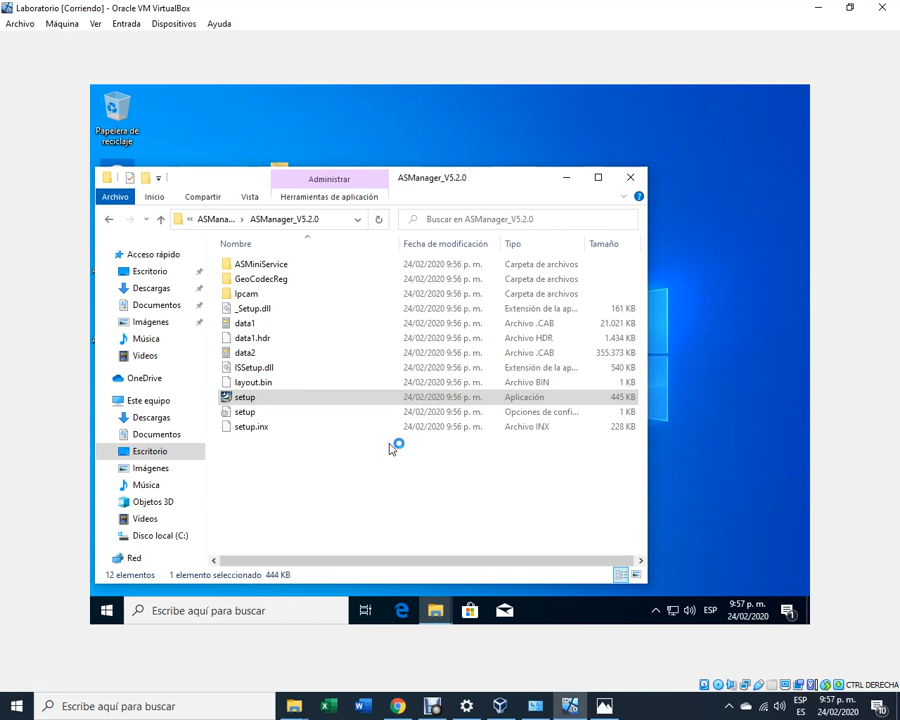 Laboratorio [Corriendo] - Oracle VM VirtualBox
Archivo Máquina Ver Entrada Dispositivos Ayuda
Papelera de
reciclaje
Administrar ASManager_V5.2.0
Archivo Inicio Compartir Vista Herramientas de aplicación
« ASMana... > ASManager_V5.2.0 Buscar en ASManager_V5.2.0
Nombre Fecha de modificación Tipo Tamaño
Acceso rápido
Escritorio
Descargas
Documentos
Imágenes
Música
Videos
OneDrive
Este equipo
Descargas
Documentos
Escritorio
Imágenes
Música
Objetos 3D
Videos
Disco local (C:)
Red
ASMiniService 24/02/2020 9:56 p. m. Carpeta de archivos
GeoCodecReg 24/02/2020 9:56 p. m. Carpeta de archivos
Ipcam 24/02/2020 9:56 p. m. Carpeta de archivos
_Setup.dll 24/02/2020 9:56 p. m. Extensión de la ap... 161 KB
data1 24/02/2020 9:56 p. m. Archivo .CAB 21.021 KB
data1.hdr 24/02/2020 9:56 p. m. Archivo HDR 1.434 KB
data2 24/02/2020 9:56 p. m. Archivo .CAB 355.373 KB
ISSetup.dll 24/02/2020 9:56 p. m. Extensión de la ap... 540 KB
layout.bin 24/02/2020 9:56 p. m. Archivo BIN 1 KB
setup 24/02/2020 9:56 p. m. Aplicación 445 KB
setup 24/02/2020 9:56 p. m. Opciones de confi... 1 KB
setup.inx 24/02/2020 9:56 p. m. Archivo INX 228 KB
12 elementos 1 elemento seleccionado 444 KB
Escribe aquí para buscar ESP 9:57 p. m.
24/02/2020
1
CTRL DERECHA
Escribe aquí para buscar ESP 9:57 p. m.
ES 24/02/2020
10